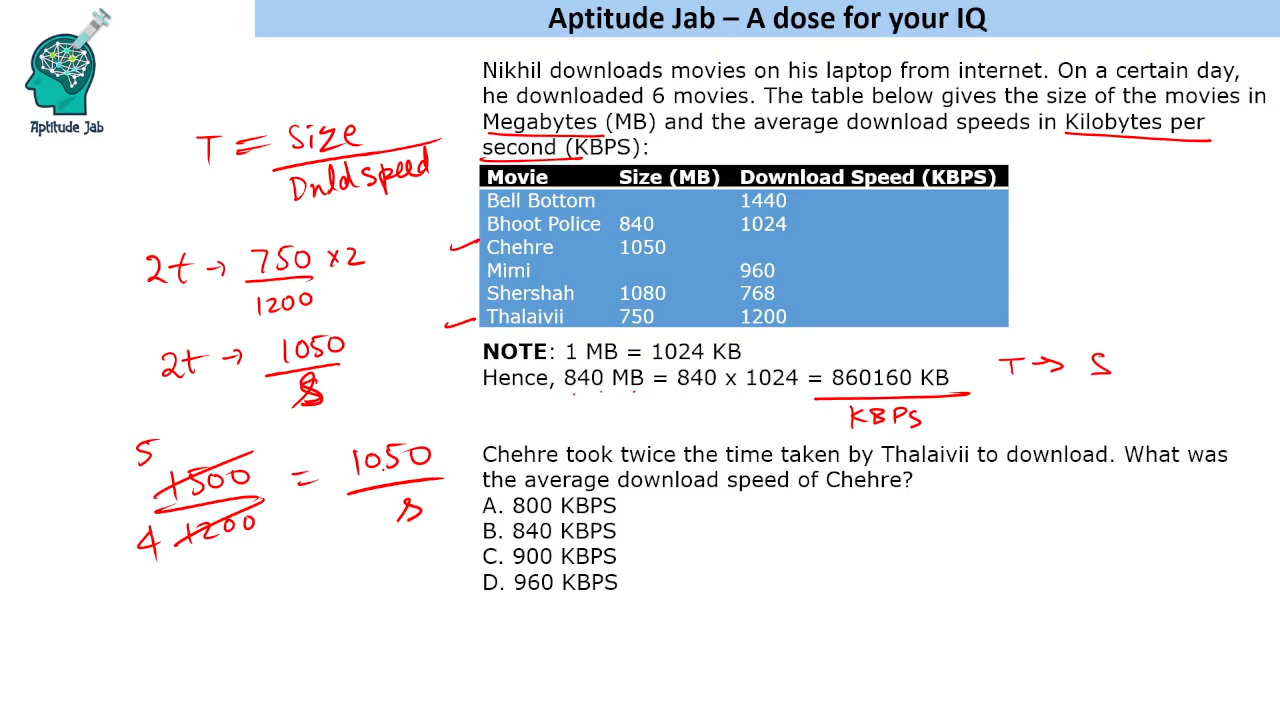 Aptitude Jab – A dose for your IQ
Aptitude Jab
Nikhil downloads movies on his laptop from internet. On a certain day,
he downloaded 6 movies. The table below gives the size of the movies in
Megabytes (MB) and the average download speeds in Kilobytes per
second (KBPS):
Movie Size (MB) Download Speed (KBPS)
Bell Bottom 1440
Bhoot Police 840 1024
Chehre 1050
Mimi 960
Shershah 1080 768
Thalaivii 750 1200
NOTE: 1 MB = 1024 KB
Hence, 840 MB = 840 x 1024 = 860160 KB
KBPS
T → S
Chehre took twice the time taken by Thalaivii to download. What was
the average download speed of Chehre?
A. 800 KBPS
B. 840 KBPS
C. 900 KBPS
D. 960 KBPS
T = Size
Dnld speed
2t → 750 × 2
1200
2t → 1050
s
5
1500 = 1050
4 1200 s